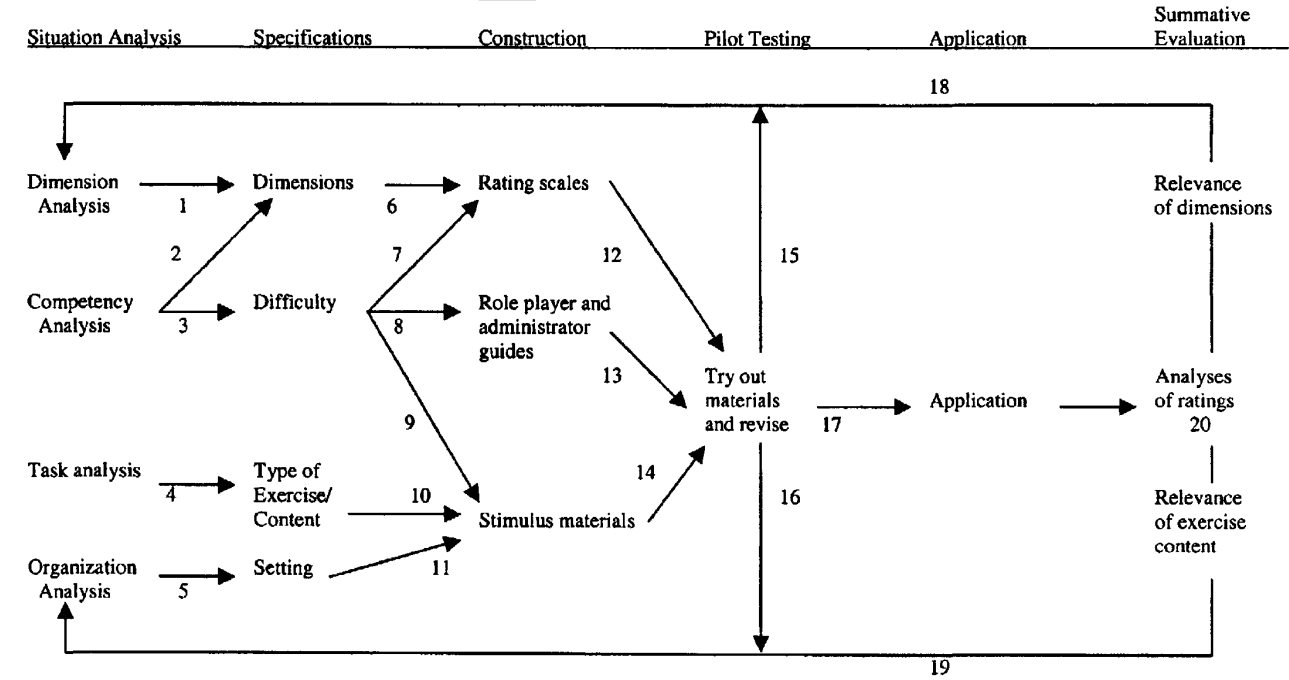 Situation Analysis Specifications Construction Pilot Testing Application Summative
Evaluation
18
Dimension
Analysis
1
Dimensions
6
Rating scales
Relevance
of dimensions
2
7
12
15
Competency
Analysis
3
Difficulty
8
Role player and
administrator
guides
13
Try out
materials
and revise
17
Application
Analyses
of ratings
20
9
Task analysis
4
Type of
Exercise/
Content
10
14
16
Stimulus materials
Relevance
of exercise
content
Organization
Analysis
5
Setting
11
19